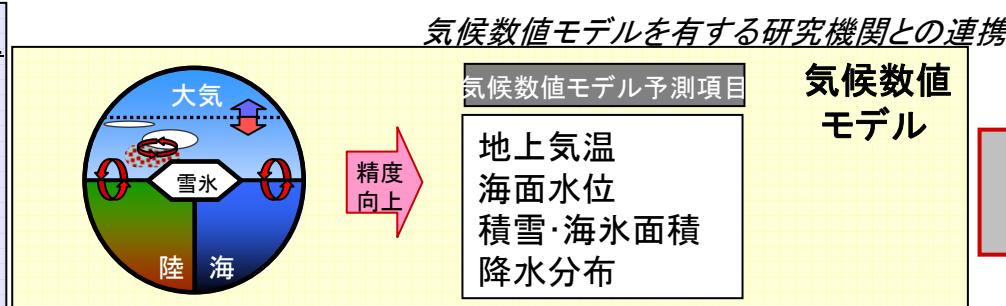 気候数値モデルを有する研究機関との連携
気候数値モデル予測項目
気候数値
モデル
大気
雪氷
陸
海
精度
向上
地上気温
海面水位
積雪・海氷面積
降水分布